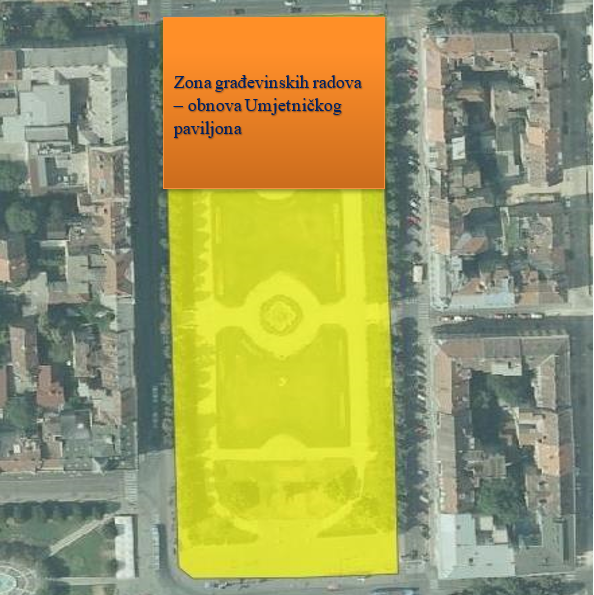 Zona građevinskih radova
– obnova Umjetničkog
paviljona